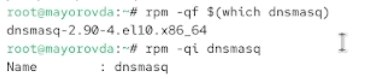 root@mayorovda:~# rpm -qf $(which dnsmasq)
dnsmasq-2.90-4.el10.x86_64
root@mayorovda:~# rpm -qi dnsmasq
Name        : dnsmasq